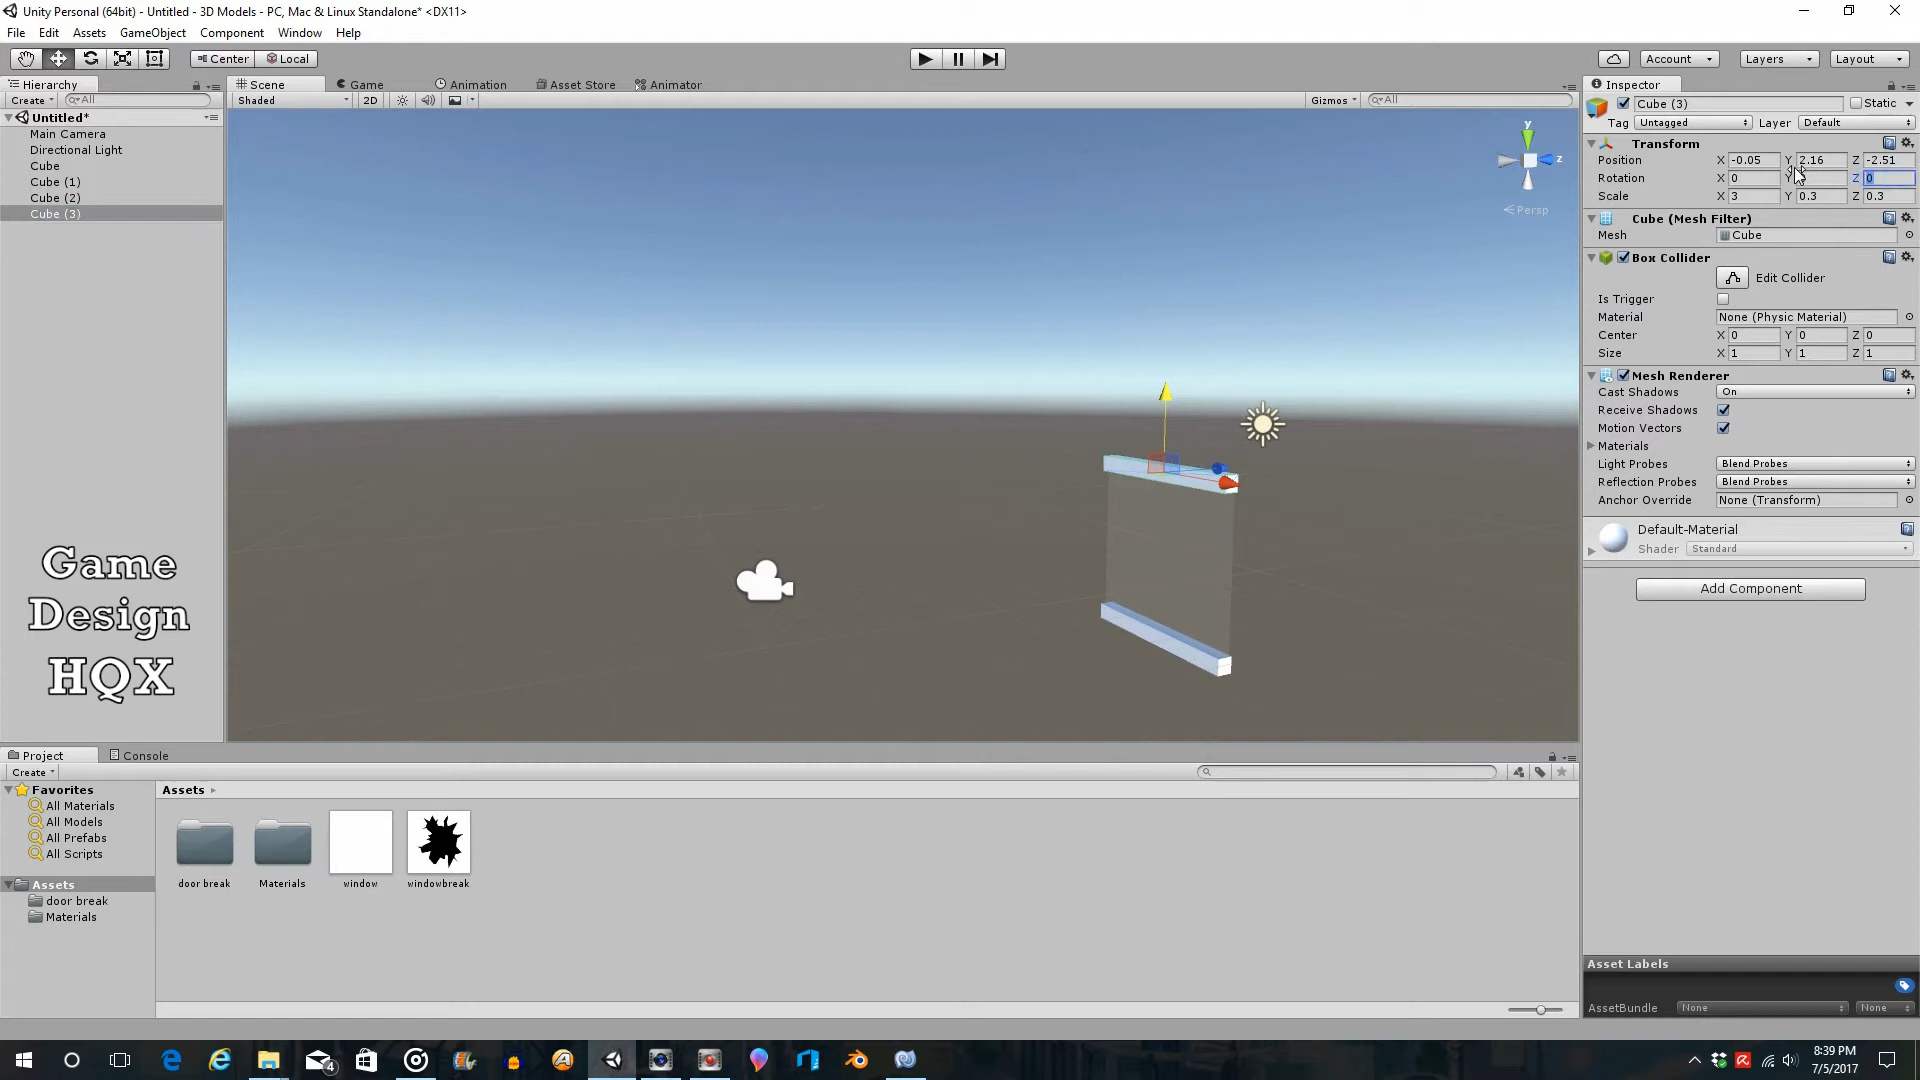 Unity Personal (64bit) - Untitled - 3D Models - PC, Mac & Linux Standalone* <DX11>
File Edit Assets GameObject Component Window Help
Center Local Account Layers Layout
Hierarchy Scene Game Animation Asset Store Animator Inspector
Create All Shaded 2D Gizmos All Cube (3) Static
Untitled*
Tag Untagged Layer Default
Main Camera
Directional Light
Cube
Cube (1)
Cube (2)
Cube (3)
y
z
Persp
Transform
Position X -0.05 Y 2.16 Z -2.51
Rotation X 0 Y Z 0
Scale X 3 Y 0.3 Z 0.3
Cube (Mesh Filter)
Mesh Cube
Box Collider
Edit Collider
Is Trigger
Material None (Physic Material)
Center X 0 Y 0 Z 0
Size X 1 Y 1 Z 1
Mesh Renderer
Cast Shadows On
Receive Shadows
Motion Vectors
Materials
Light Probes Blend Probes
Reflection Probes Blend Probes
Anchor Override None (Transform)
Default-Material
Shader Standard
Add Component
Game
Design
HQX
Project Console
Create
Favorites
All Materials
All Models
All Prefabs
All Scripts
Assets
door break
Materials
Assets
door break Materials window windowbreak
Asset Labels
AssetBundle None None
4
8:39 PM
7/5/2017